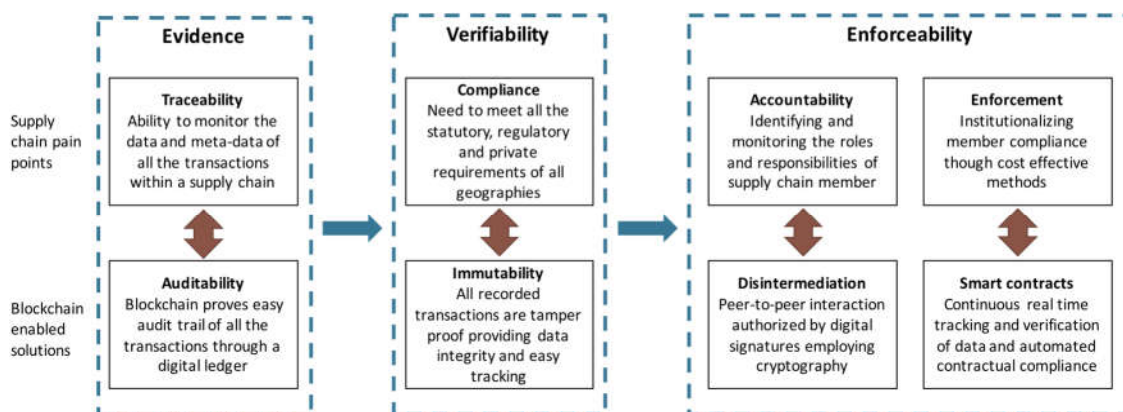 Evidence
Verifiability
Enforceability
Supply
chain pain
points
Traceability
Ability to monitor the
data and meta-data of
all the transactions
within a supply chain
Compliance
Need to meet all the
statutory, regulatory
and private
requirements of all
geographies
Accountability
Identifying and
monitoring the roles
and responsibilities of
supply chain member
Enforcement
Institutionalizing
member compliance
though cost effective
methods
Blockchain
enabled
solutions
Auditability
Blockchain proves easy
audit trail of all the
transactions through a
digital ledger
Immutability
All recorded
transactions are tamper
proof providing data
integrity and easy
tracking
Disintermediation
Peer-to-peer interaction
authorized by digital
signatures employing
cryptography
Smart contracts
Continuous real time
tracking and verification
of data and automated
contractual compliance